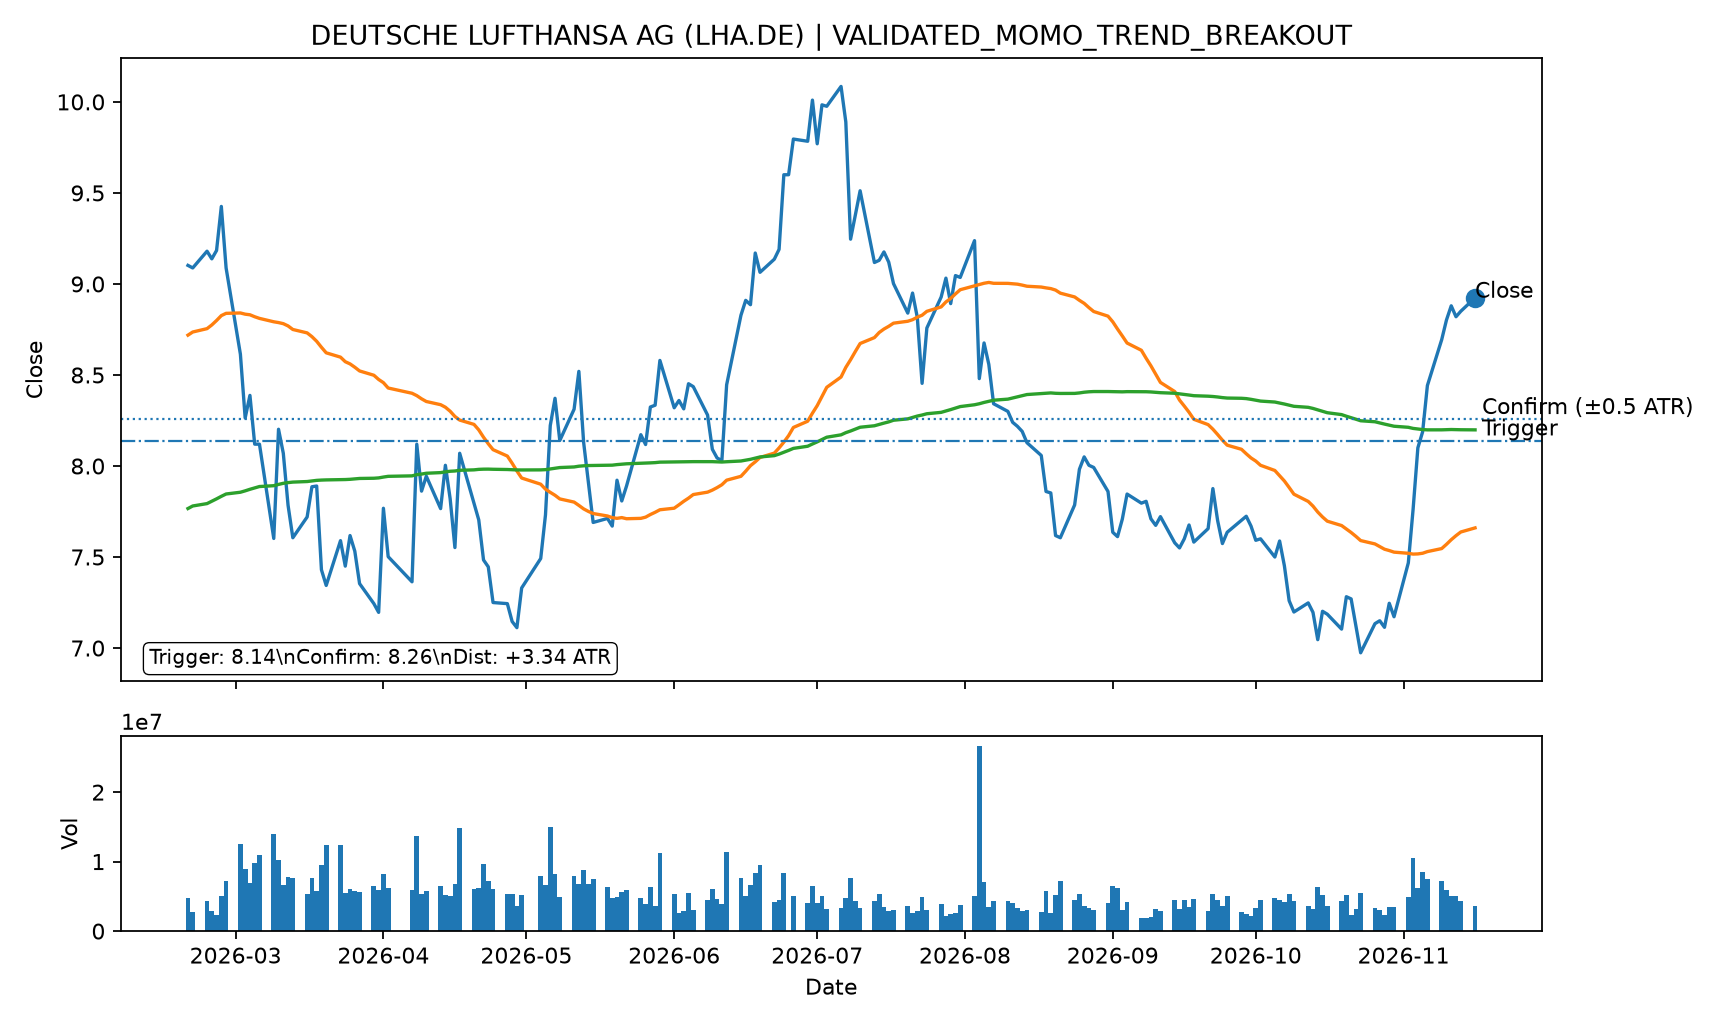 DEUTSCHE LUFTHANSA AG (LHA.DE) | VALIDATED_MOMO_TREND_BREAKOUT
Close
10.0
9.5
9.0
8.5
8.0
7.5
7.0
Close
Confirm (±0.5 ATR)
Trigger
Trigger: 8.14\nConfirm: 8.26\nDist: +3.34 ATR
1e7
Vol
2
1
0
2026-03 2026-04 2026-05 2026-06 2026-07 2026-08 2026-09 2026-10 2026-11
Date